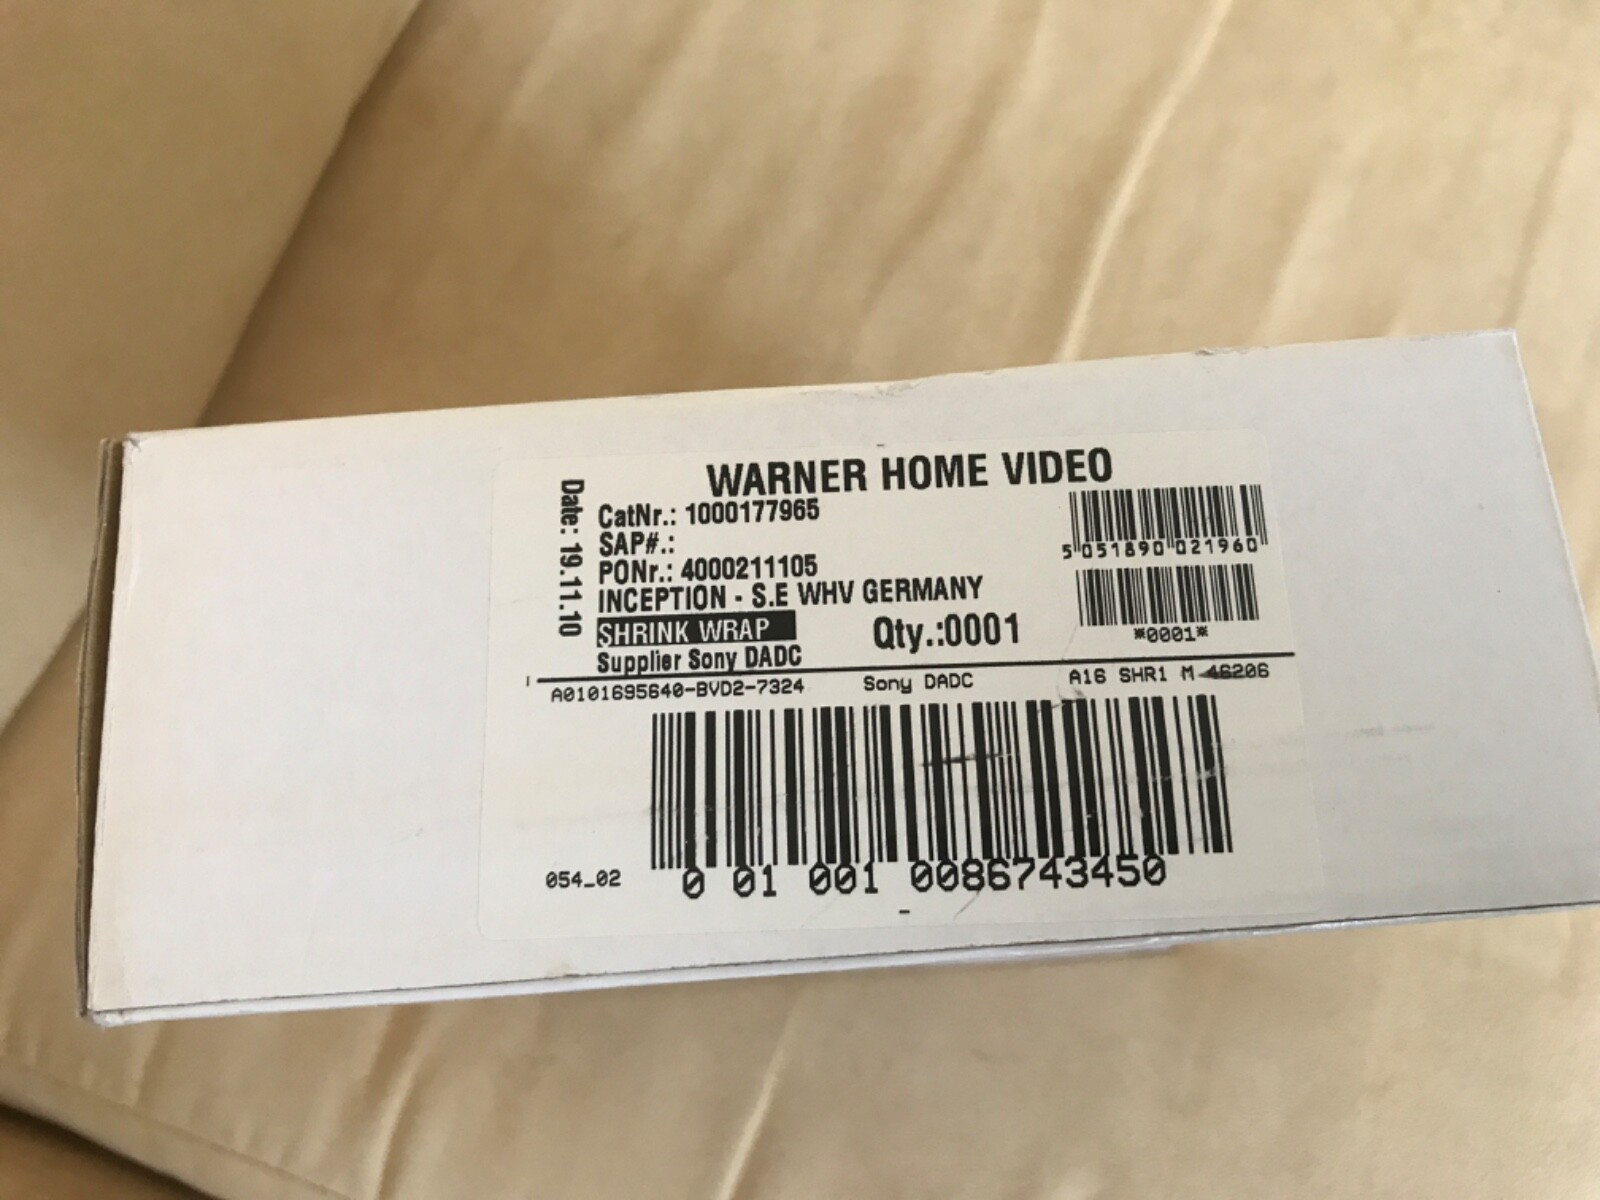 WARNER HOME VIDEO
Date: 19.11.10
CatNr.: 1000177965
SAP#.:
PONr.: 4000211105
INCEPTION - S.E WHV GERMANY
SHRINK WRAP
Qty.:0001
Supplier Sony DADC
5 051890 021960
*0001*
A0101695640-BVD2-7324 Sony DADC A16 SHR1 M 46206
054_02
0 01 001 0086743450